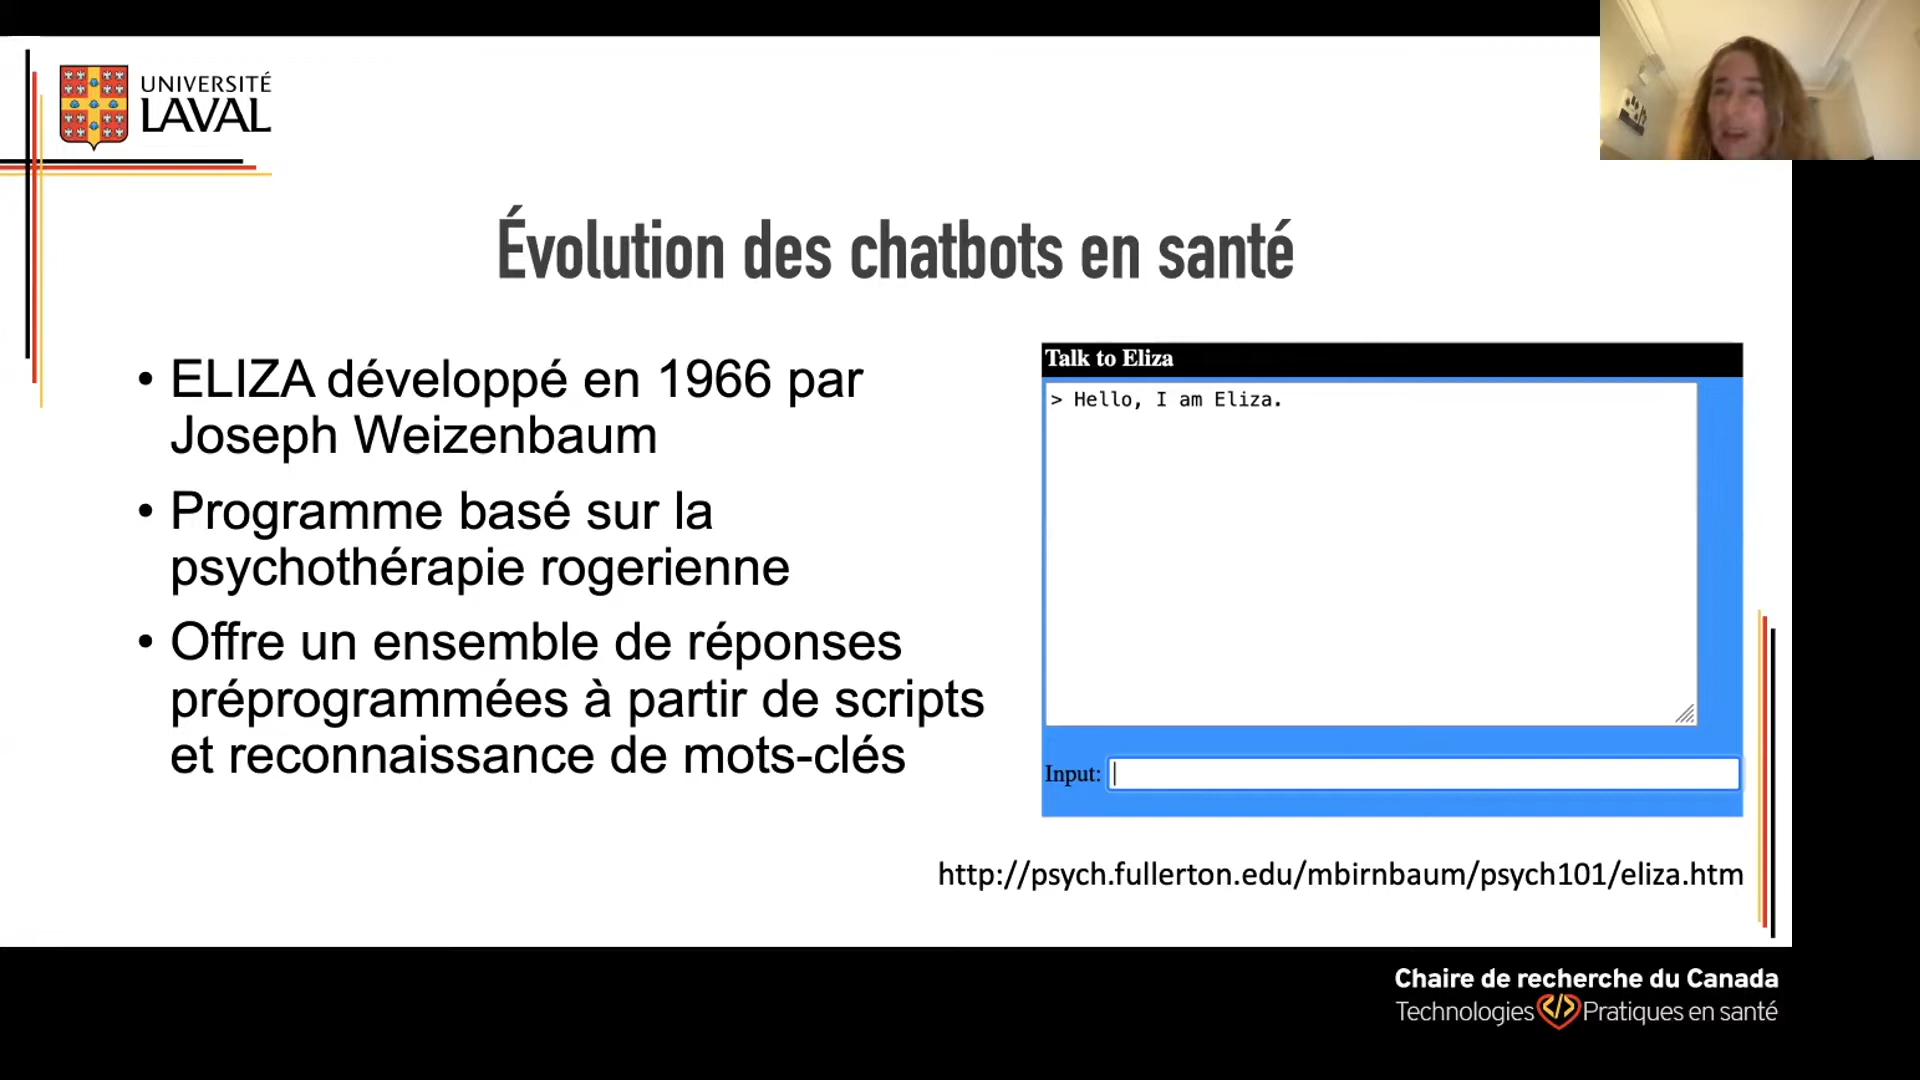 UNIVERSITÉ
LAVAL
Évolution des chatbots en santé
• ELIZA développé en 1966 par
Joseph Weizenbaum
• Programme basé sur la
psychothérapie rogerienne
• Offre un ensemble de réponses
préprogrammées à partir de scripts
et reconnaissance de mots-clés
Talk to Eliza
> Hello, I am Eliza.
Input:
http://psych.fullerton.edu/mbirnbaum/psych101/eliza.htm
Chaire de recherche du Canada
Technologies </> Pratiques en santé